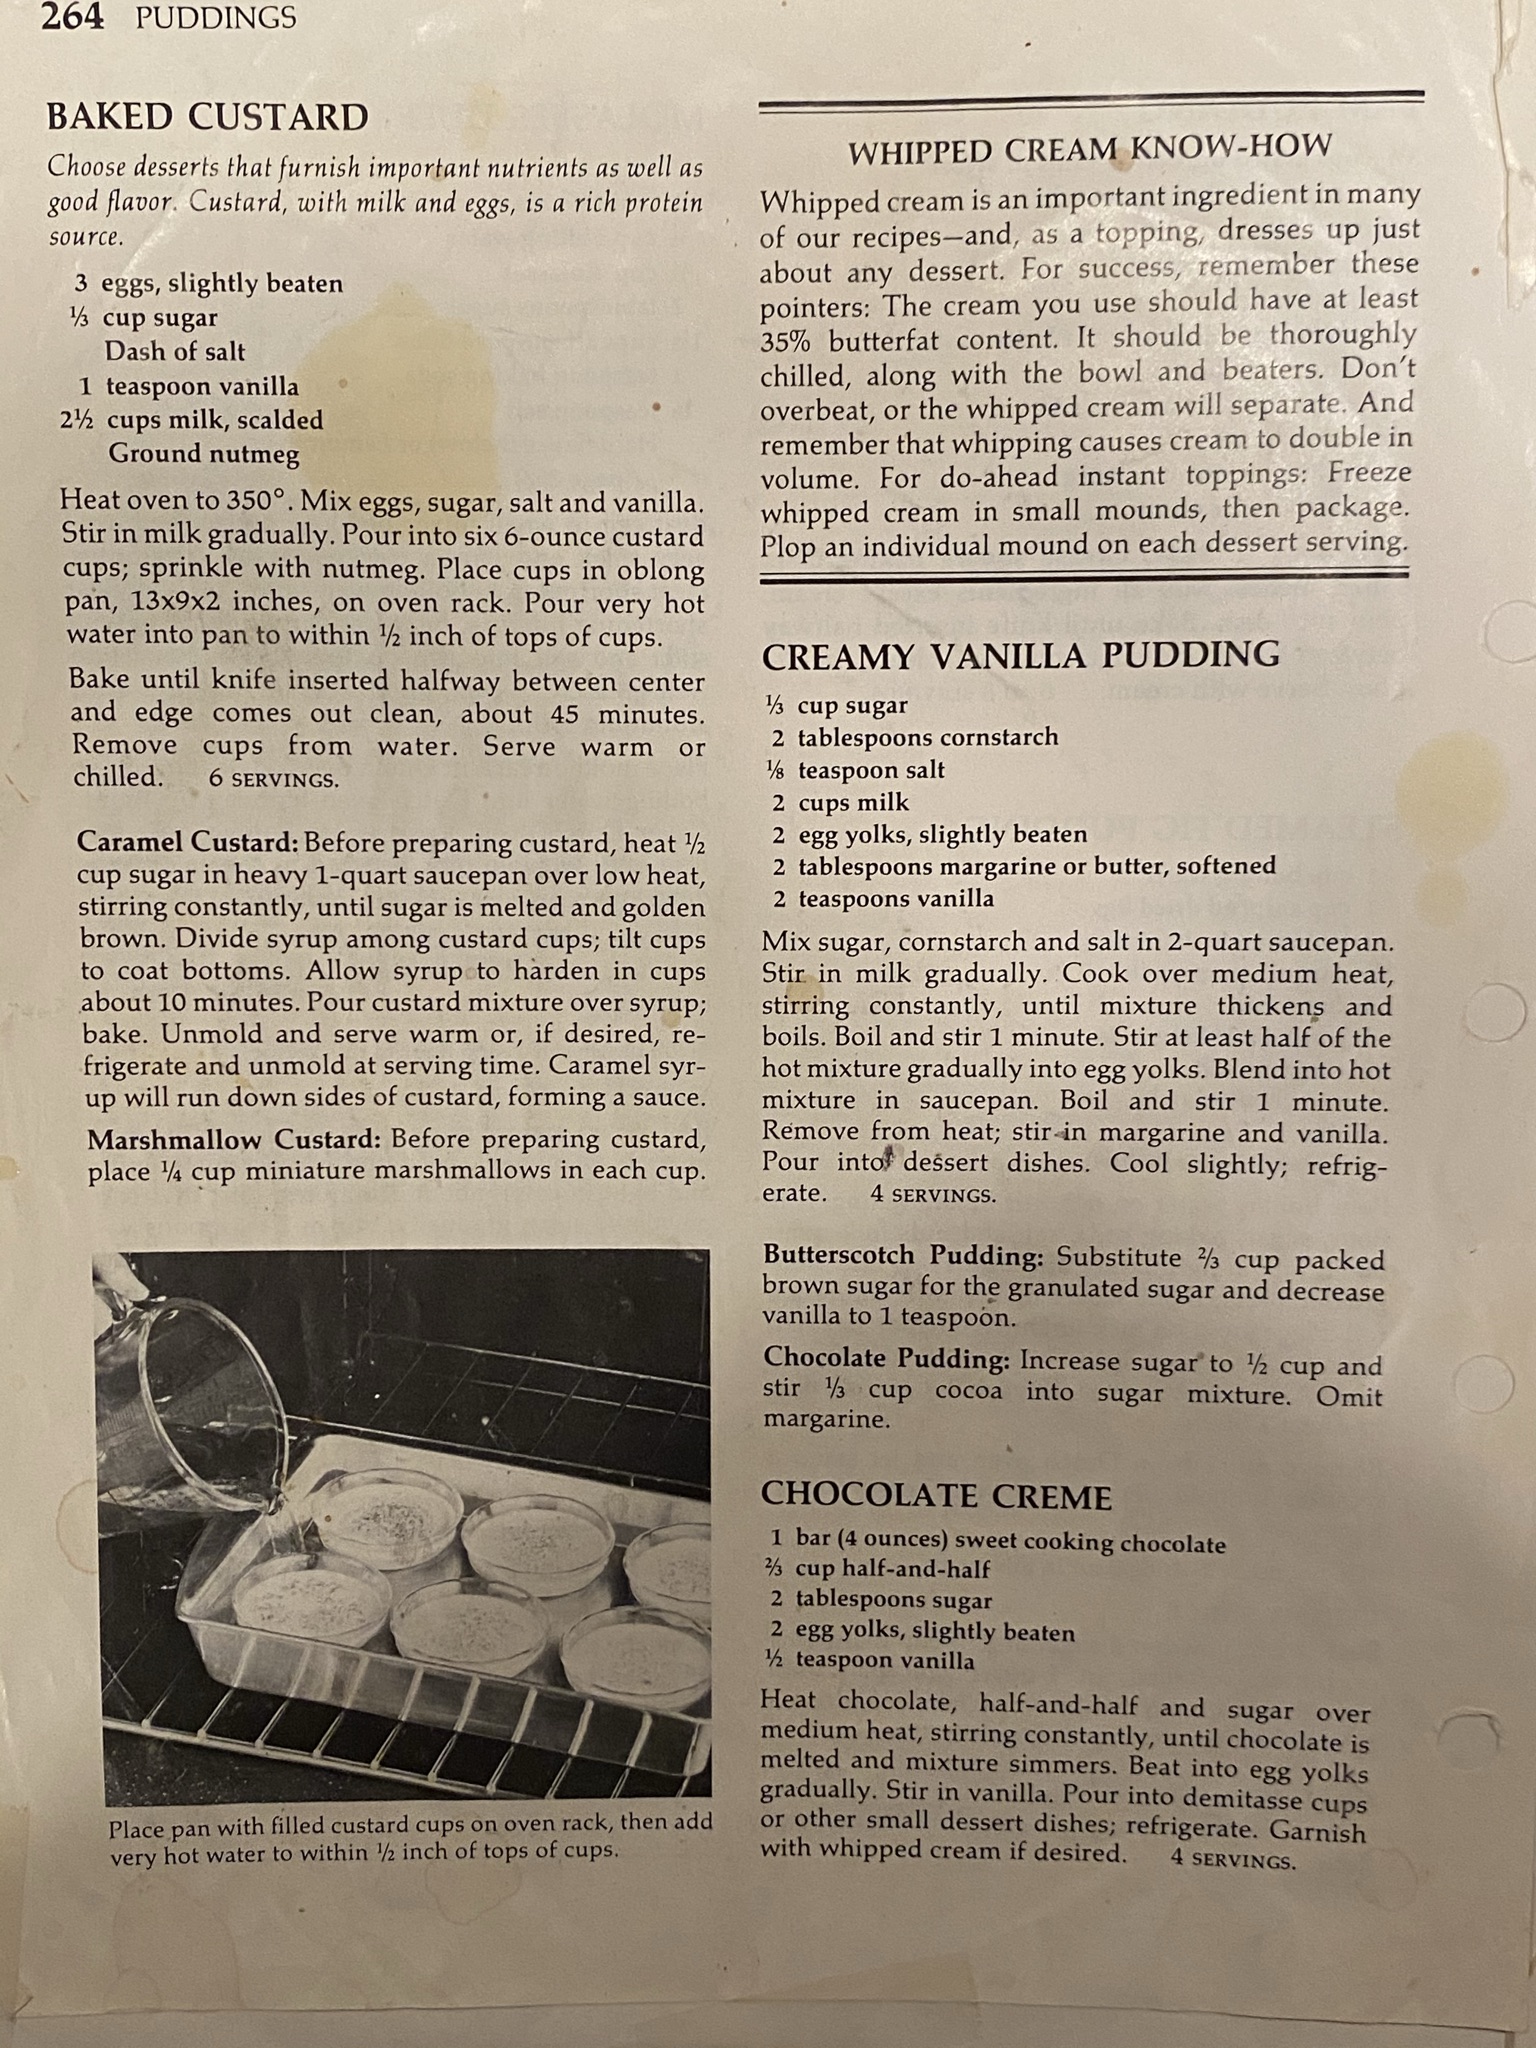 264 PUDDINGS
BAKED CUSTARD
Choose desserts that furnish important nutrients as well as
good flavor. Custard, with milk and eggs, is a rich protein
source.
3 eggs, slightly beaten
⅓ cup sugar
Dash of salt
1 teaspoon vanilla
2½ cups milk, scalded
Ground nutmeg
Heat oven to 350°. Mix eggs, sugar, salt and vanilla.
Stir in milk gradually. Pour into six 6-ounce custard
cups; sprinkle with nutmeg. Place cups in oblong
pan, 13x9x2 inches, on oven rack. Pour very hot
water into pan to within ½ inch of tops of cups.
Bake until knife inserted halfway between center
and edge comes out clean, about 45 minutes.
Remove cups from water. Serve warm or
chilled. 6 SERVINGS.
Caramel Custard: Before preparing custard, heat ½
cup sugar in heavy 1-quart saucepan over low heat,
stirring constantly, until sugar is melted and golden
brown. Divide syrup among custard cups; tilt cups
to coat bottoms. Allow syrup to harden in cups
about 10 minutes. Pour custard mixture over syrup;
bake. Unmold and serve warm or, if desired, re-
frigerate and unmold at serving time. Caramel syr-
up will run down sides of custard, forming a sauce.
Marshmallow Custard: Before preparing custard,
place ¼ cup miniature marshmallows in each cup.
Place pan with filled custard cups on oven rack, then add
very hot water to within ½ inch of tops of cups.
WHIPPED CREAM KNOW-HOW
Whipped cream is an important ingredient in many
of our recipes—and, as a topping, dresses up just
about any dessert. For success, remember these
pointers: The cream you use should have at least
35% butterfat content. It should be thoroughly
chilled, along with the bowl and beaters. Don't
overbeat, or the whipped cream will separate. And
remember that whipping causes cream to double in
volume. For do-ahead instant toppings: Freeze
whipped cream in small mounds, then package.
Plop an individual mound on each dessert serving.
CREAMY VANILLA PUDDING
⅓ cup sugar
2 tablespoons cornstarch
⅛ teaspoon salt
2 cups milk
2 egg yolks, slightly beaten
2 tablespoons margarine or butter, softened
2 teaspoons vanilla
Mix sugar, cornstarch and salt in 2-quart saucepan.
Stir in milk gradually. Cook over medium heat,
stirring constantly, until mixture thickens and
boils. Boil and stir 1 minute. Stir at least half of the
hot mixture gradually into egg yolks. Blend into hot
mixture in saucepan. Boil and stir 1 minute.
Remove from heat; stir in margarine and vanilla.
Pour into dessert dishes. Cool slightly; refrig-
erate. 4 SERVINGS.
Butterscotch Pudding: Substitute ⅔ cup packed
brown sugar for the granulated sugar and decrease
vanilla to 1 teaspoon.
Chocolate Pudding: Increase sugar to ½ cup and
stir ⅓ cup cocoa into sugar mixture. Omit
margarine.
CHOCOLATE CREME
1 bar (4 ounces) sweet cooking chocolate
⅔ cup half-and-half
2 tablespoons sugar
2 egg yolks, slightly beaten
½ teaspoon vanilla
Heat chocolate, half-and-half and sugar over
medium heat, stirring constantly, until chocolate is
melted and mixture simmers. Beat into egg yolks
gradually. Stir in vanilla. Pour into demitasse cups
or other small dessert dishes; refrigerate. Garnish
with whipped cream if desired. 4 SERVINGS.